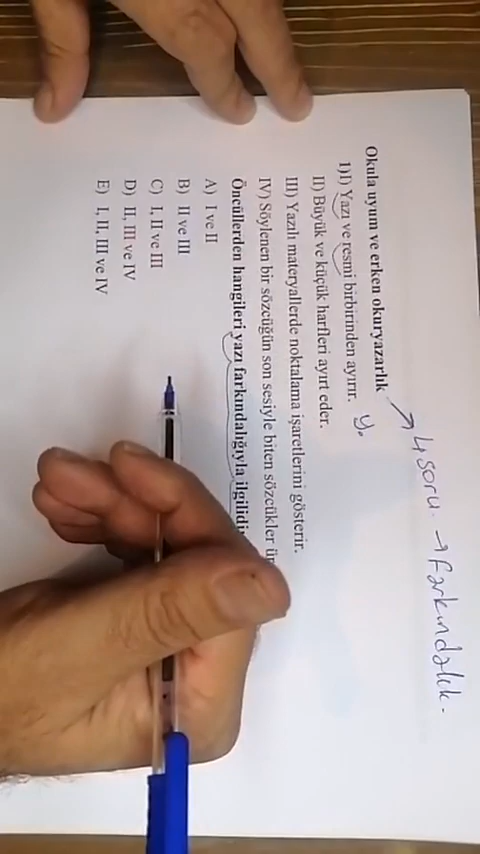 Okula uyum ve erken okuryazarlık
4 soru. → Farkındalık.
1)I) Yazı ve resmi birbirinden ayırır. y.
II) Büyük ve küçük harfleri ayırt eder.
III) Yazılı materyallerde noktalama işaretlerini gösterir.
IV) Söylenen bir sözcüğün son sesiyle biten sözcükler
Öncüllerden hangileri yazı farkındalığıyla
A) I ve II
B) II ve III
C) I, II ve III
D) II, III ve IV
E) I, II, III ve IV